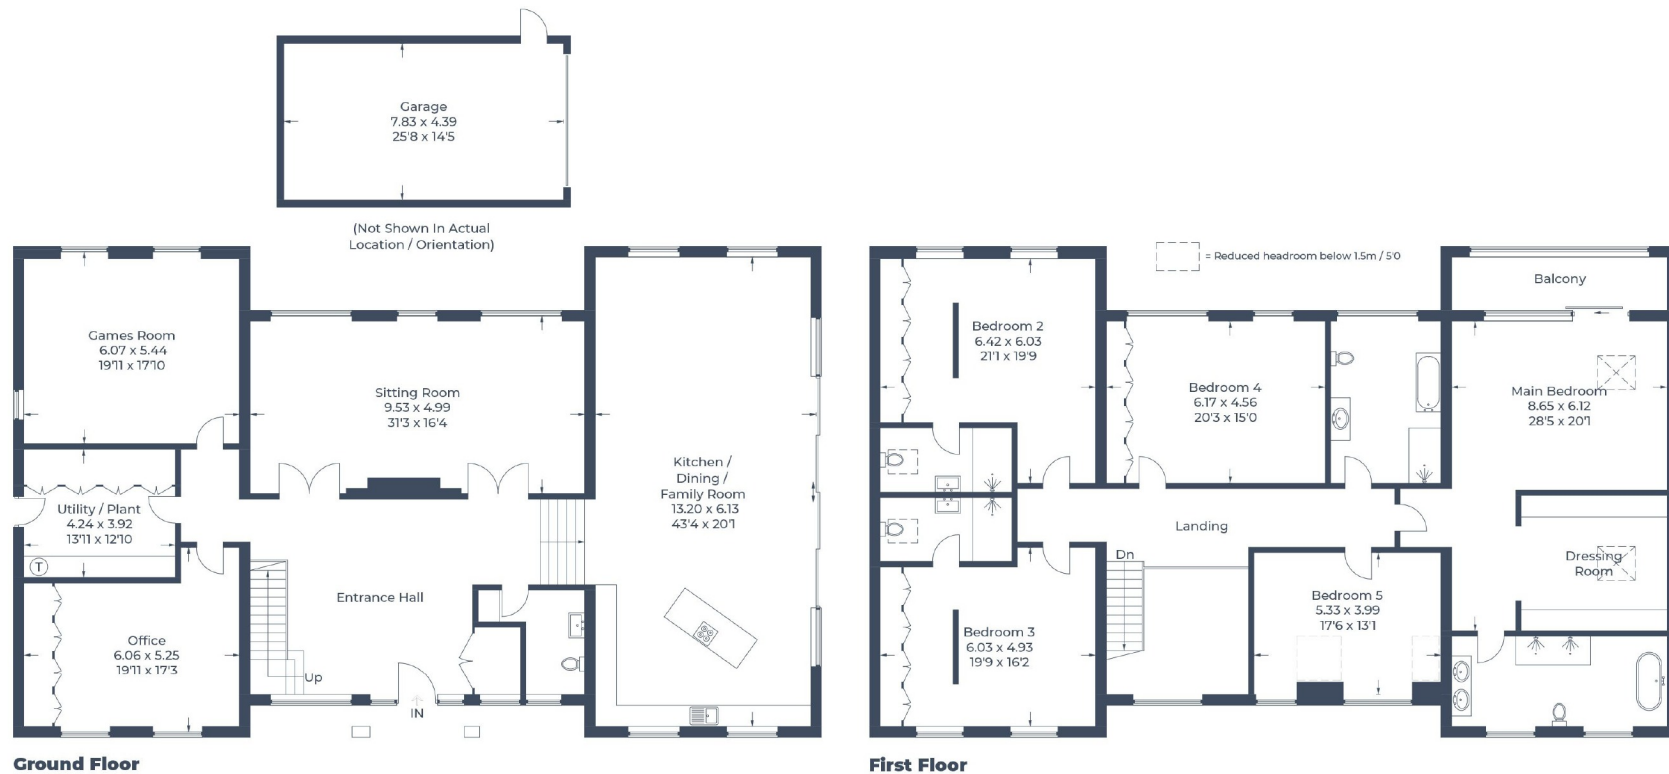 Garage
7.83 x 4.39
25'8 x 14'5
(Not Shown In Actual
Location / Orientation)
Games Room
6.07 x 5.44
19'11 x 17'10
Sitting Room
9.53 x 4.99
31'3 x 16'4
Kitchen /
Dining /
Family Room
13.20 x 6.13
43'4 x 20'1
Utility / Plant
4.24 x 3.92
13'11 x 12'10
T
Entrance Hall
Office
6.06 x 5.25
19'11 x 17'3
Up
IN
Ground Floor
= Reduced headroom below 1.5m / 5'0
Balcony
Bedroom 2
6.42 x 6.03
21'1 x 19'9
Bedroom 4
6.17 x 4.56
20'3 x 15'0
Main Bedroom
8.65 x 6.12
28'5 x 20'1
Landing
Dn
Dressing
Room
Bedroom 5
5.33 x 3.99
17'6 x 13'1
Bedroom 3
6.03 x 4.93
19'9 x 16'2
First Floor